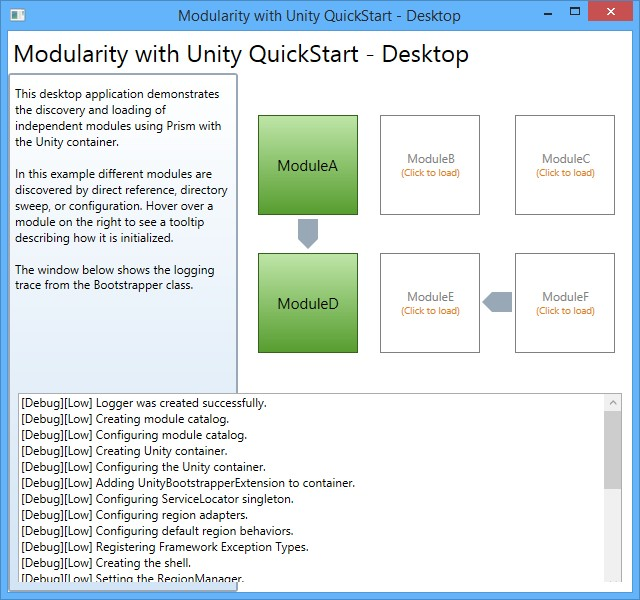 Modularity with Unity QuickStart - Desktop
Modularity with Unity QuickStart - Desktop
This desktop application demonstrates
the discovery and loading of
independent modules using Prism with
the Unity container.
In this example different modules are
discovered by direct reference, directory
sweep, or configuration. Hover over a
module on the right to see a tooltip
describing how it is initialized.
The window below shows the logging
trace from the Bootstrapper class.
ModuleA
ModuleB
(Click to load)
ModuleC
(Click to load)
ModuleD
ModuleE
(Click to load)
ModuleF
(Click to load)
[Debug][Low] Logger was created successfully.
[Debug][Low] Creating module catalog.
[Debug][Low] Configuring module catalog.
[Debug][Low] Creating Unity container.
[Debug][Low] Configuring the Unity container.
[Debug][Low] Adding UnityBootstrapperExtension to container.
[Debug][Low] Configuring ServiceLocator singleton.
[Debug][Low] Configuring region adapters.
[Debug][Low] Configuring default region behaviors.
[Debug][Low] Registering Framework Exception Types.
[Debug][Low] Creating the shell.
[Debug][Low] Setting the RegionManager.